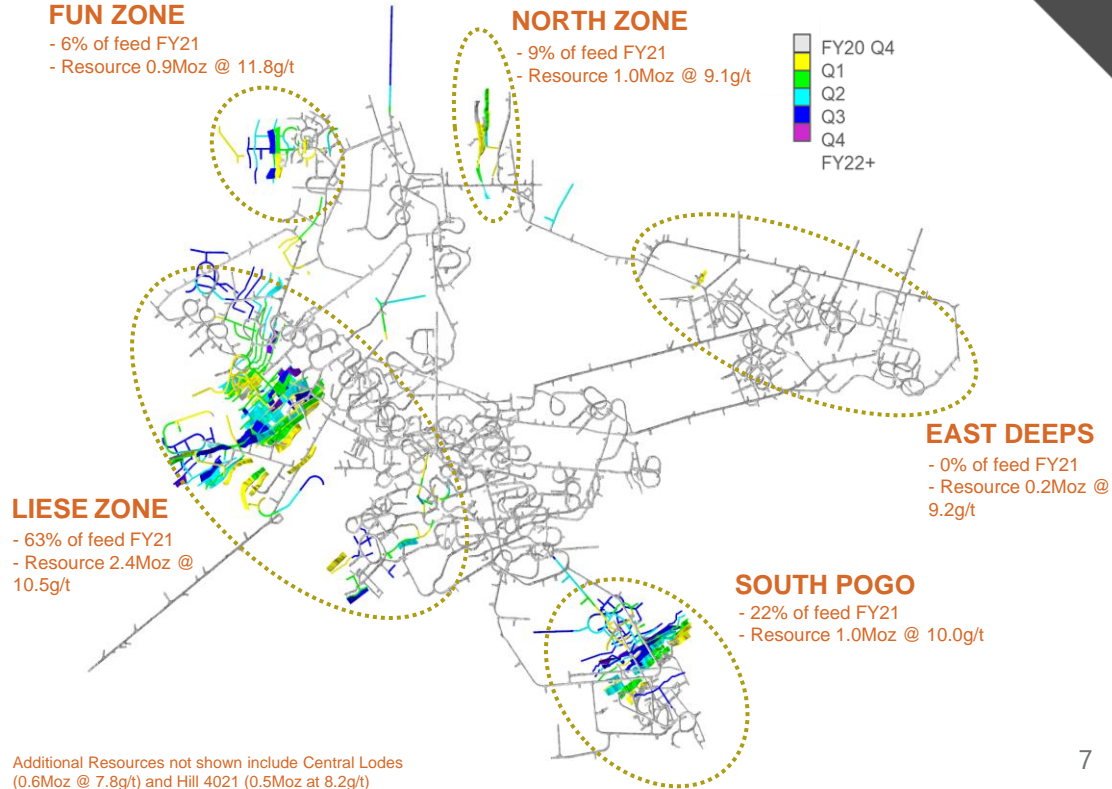 FUN ZONE
- 6% of feed FY21
- Resource 0.9Moz @ 11.8g/t
NORTH ZONE
- 9% of feed FY21
- Resource 1.0Moz @ 9.1g/t
FY20 Q4
Q1
Q2
Q3
Q4
FY22+
EAST DEEPS
- 0% of feed FY21
- Resource 0.2Moz @
9.2g/t
LIESE ZONE
- 63% of feed FY21
- Resource 2.4Moz @
10.5g/t
SOUTH POGO
- 22% of feed FY21
- Resource 1.0Moz @ 10.0g/t
Additional Resources not shown include Central Lodes
(0.6Moz @ 7.8g/t) and Hill 4021 (0.5Moz at 8.2g/t)
7